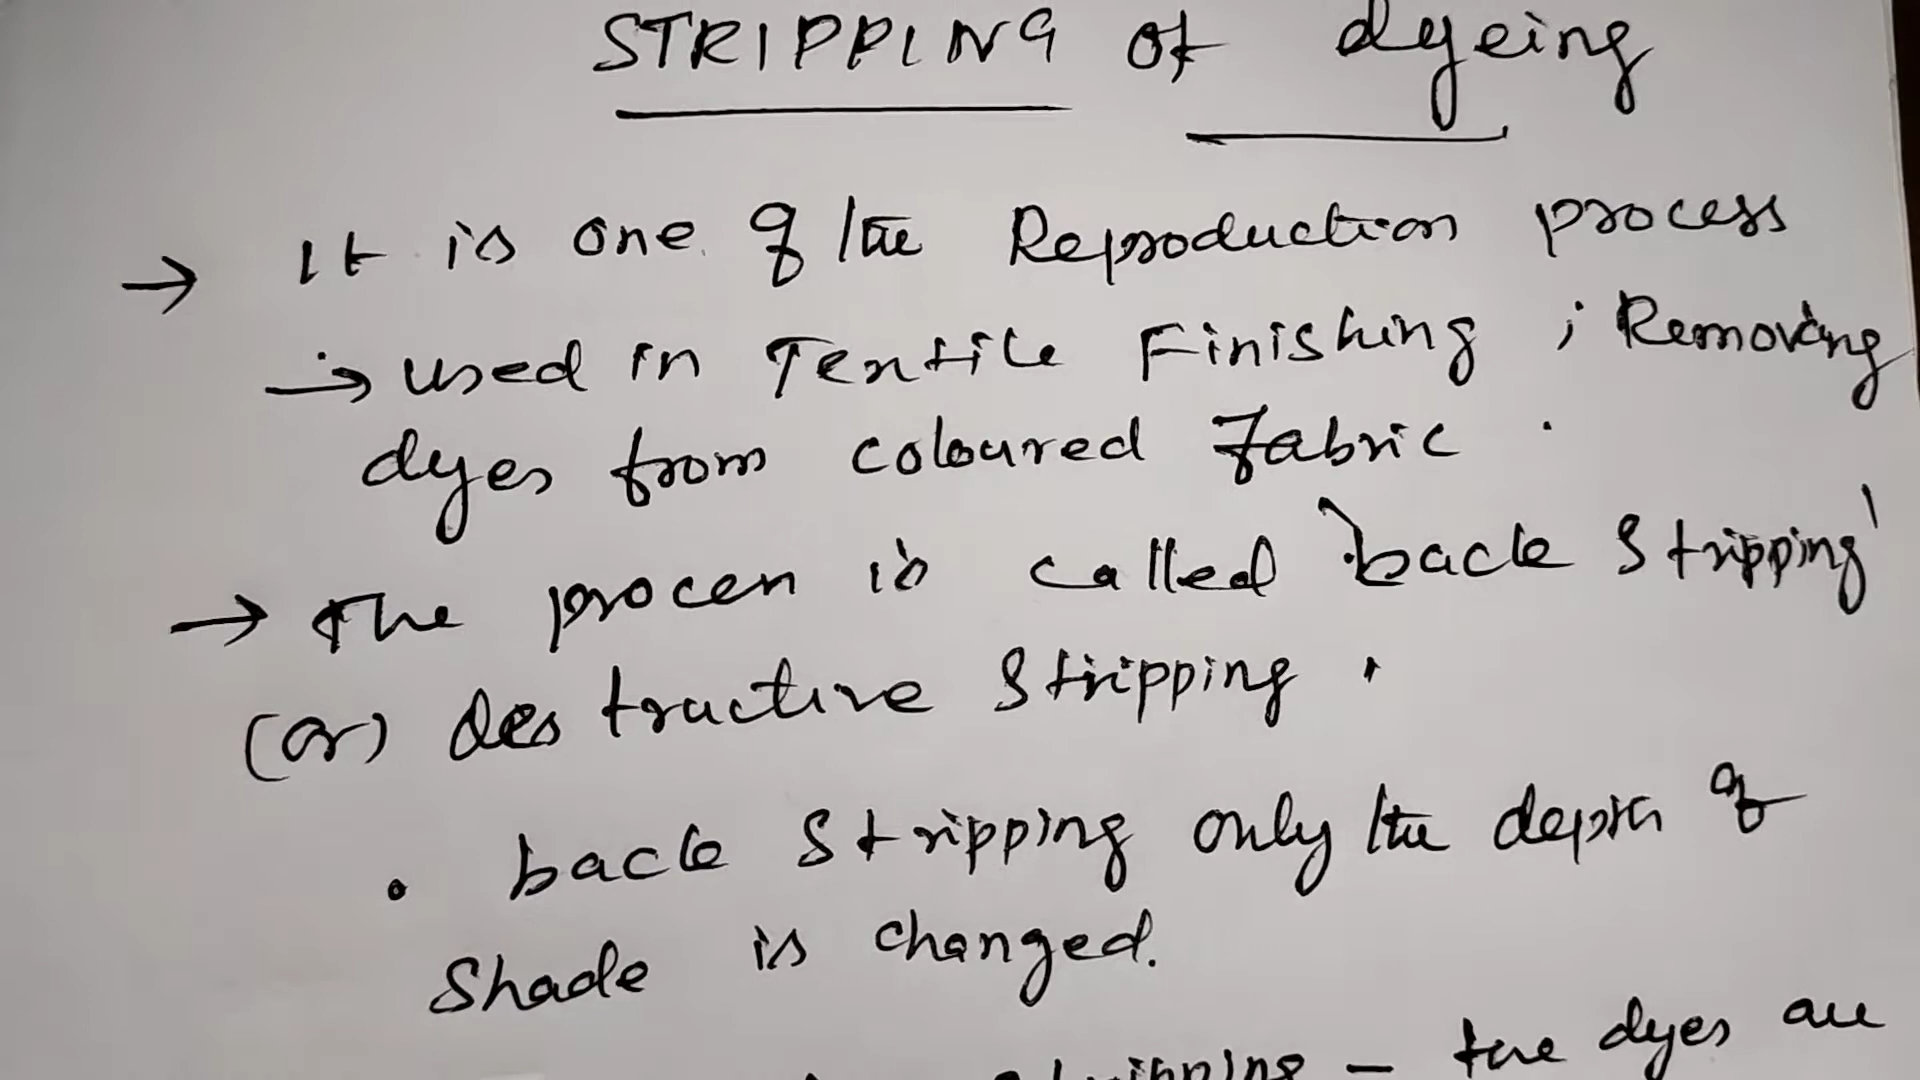 STRIPPING of dyeing
→ It is one of the Reproduction process
→ used in Textile Finishing ; Removing
dyes from coloured Fabric .
→ The process is called 'back Stripping'
(or) destructive Stripping .
• back Stripping only the depth of
Shade is changed.
stripping – the dyes are